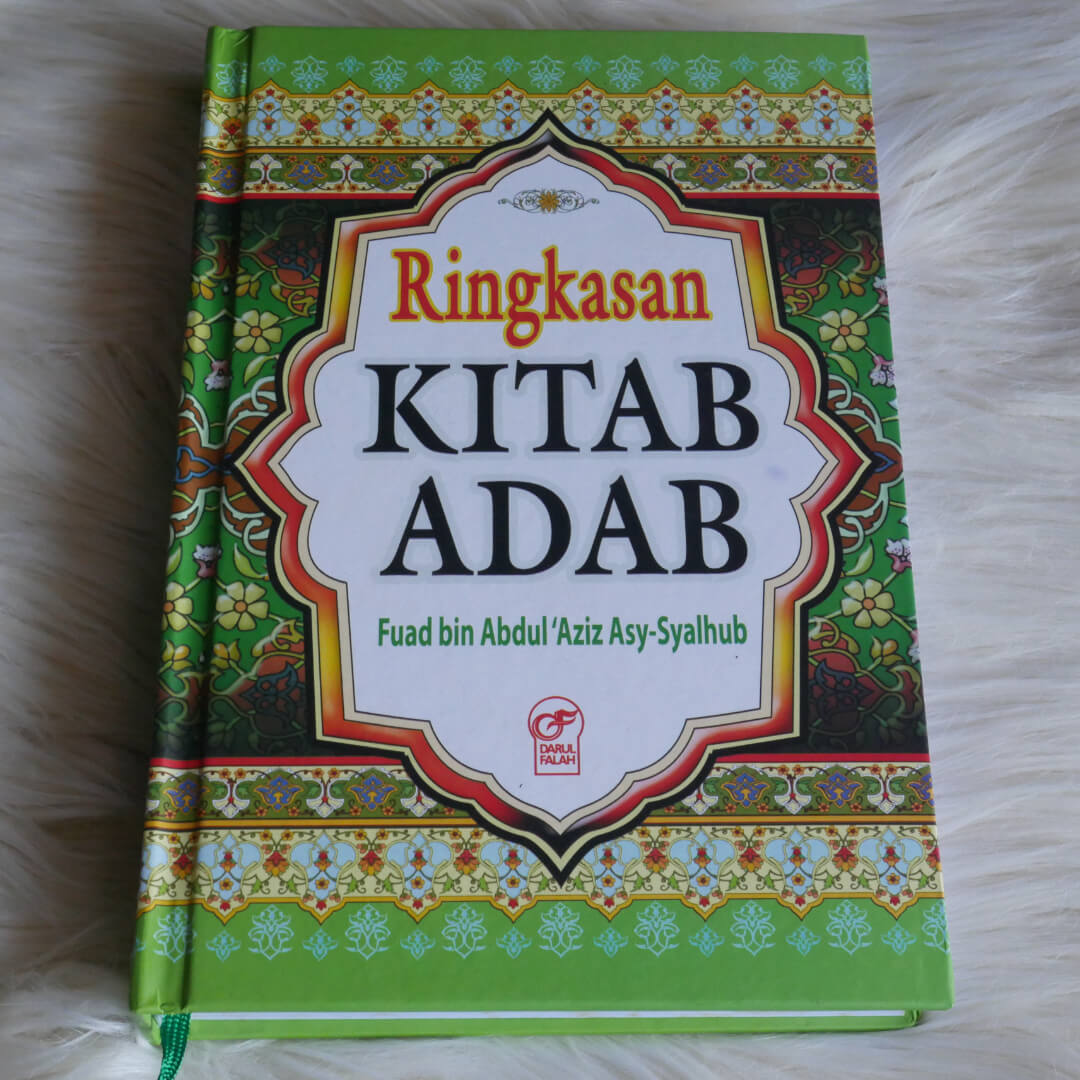 Ringkasan
KITAB
ADAB
Fuad bin Abdul ‘Aziz Asy-Syalhub
DARUL
FALAH